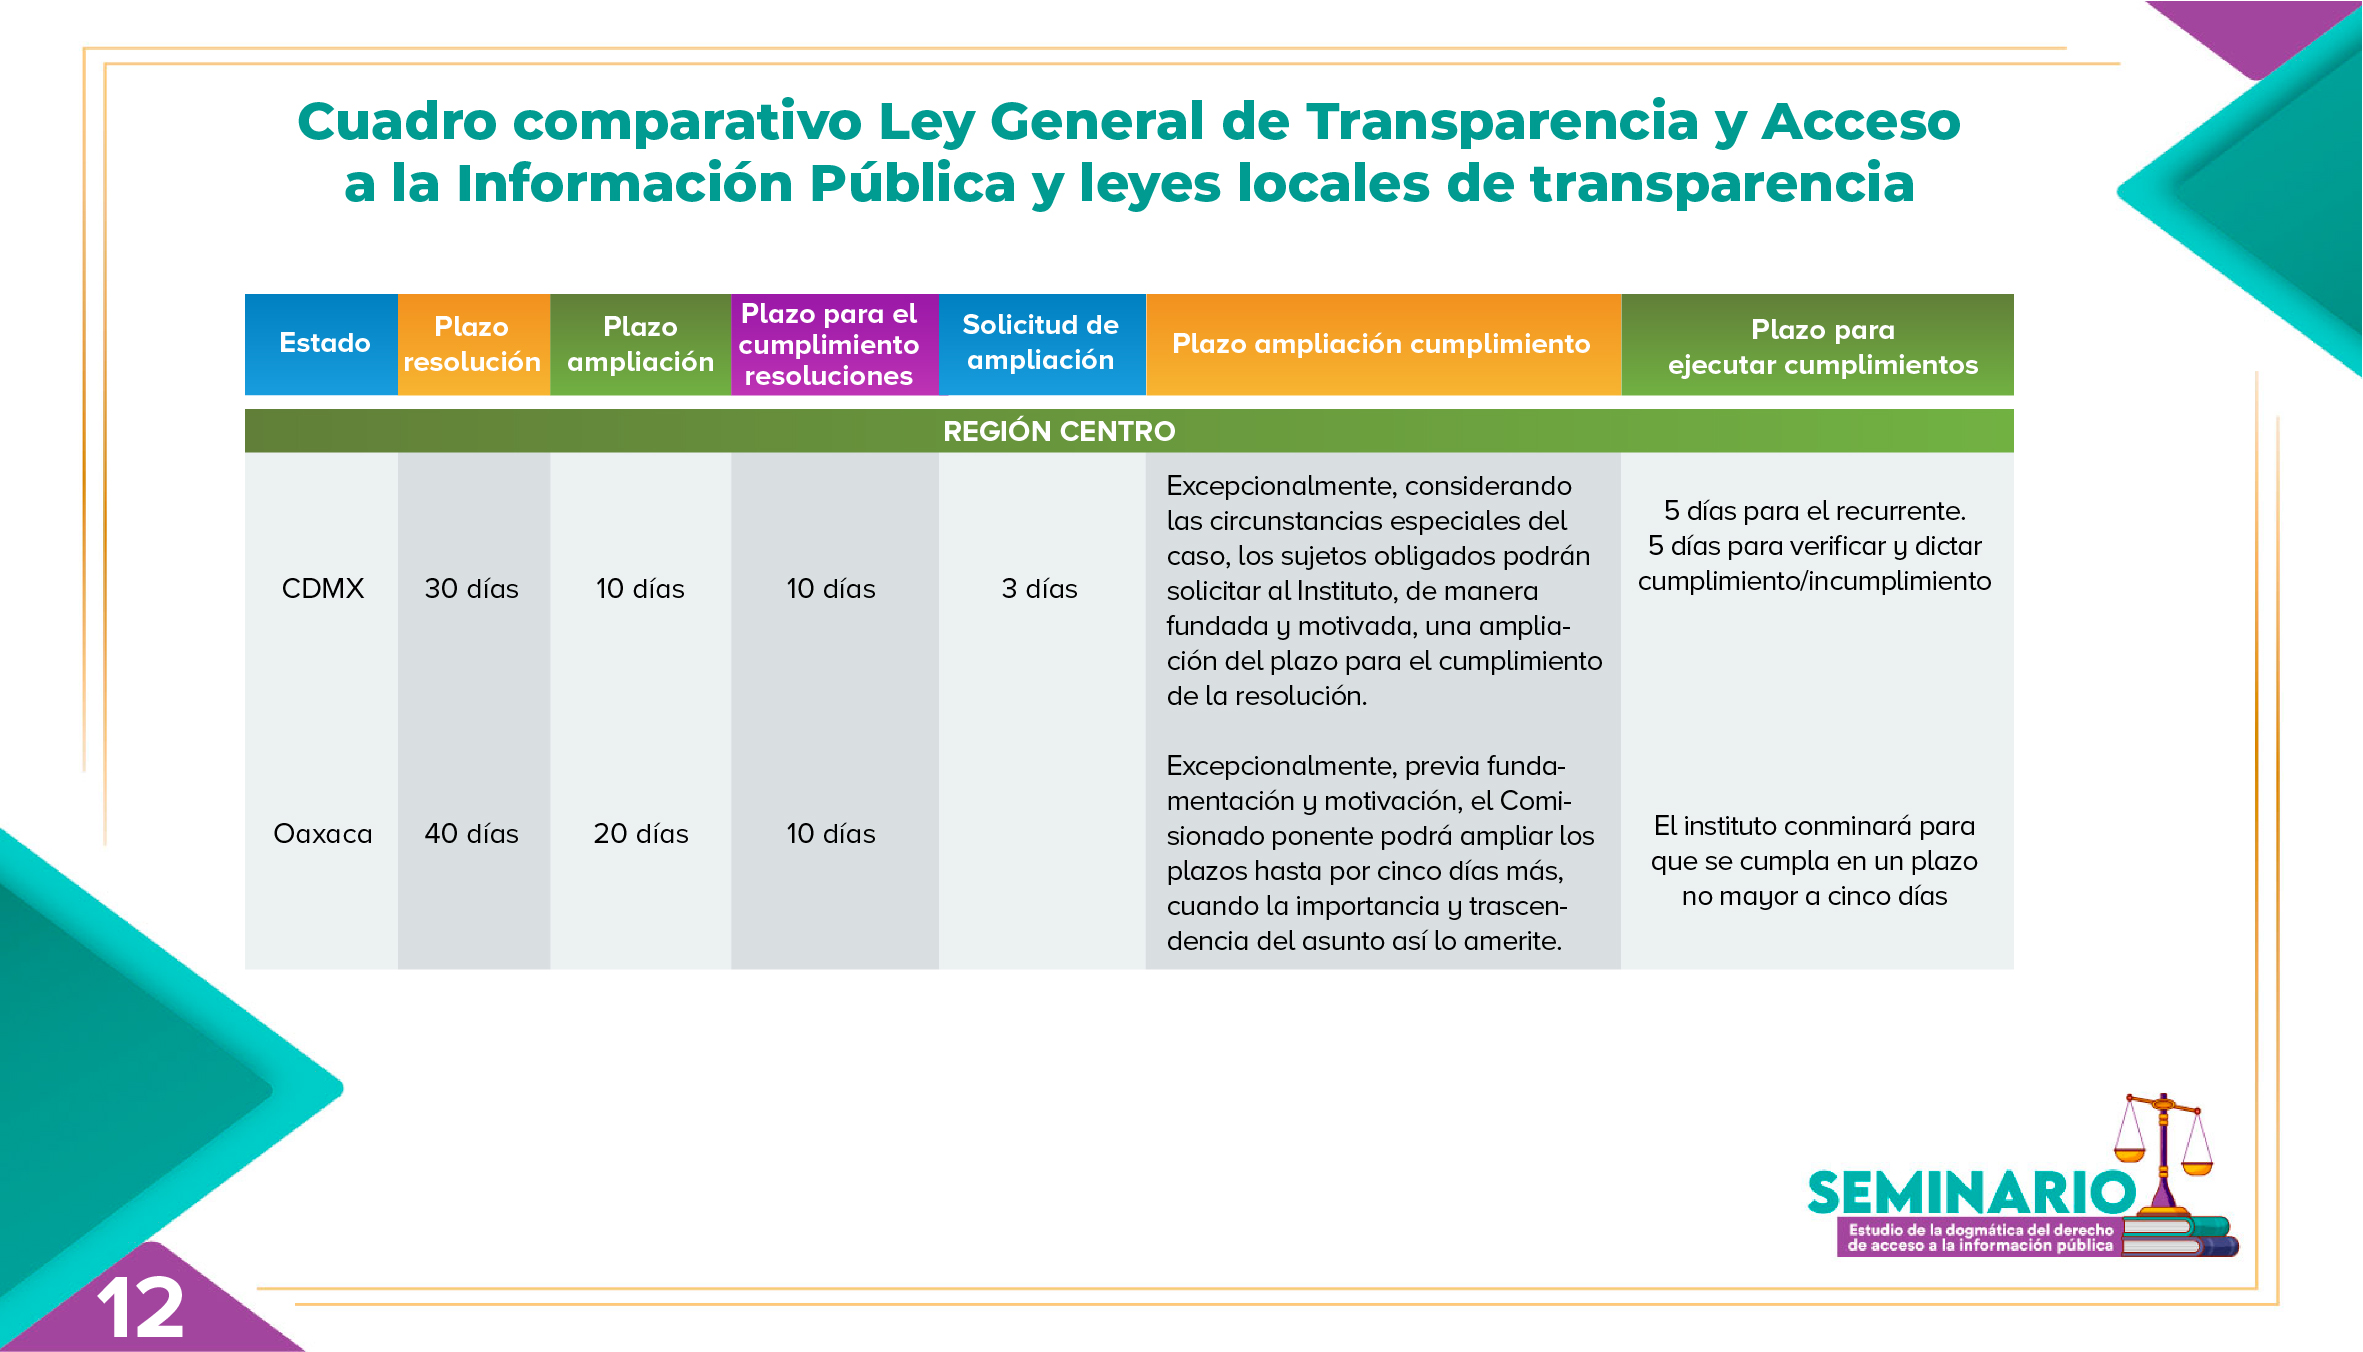 Cuadro comparativo Ley General de Transparencia y Acceso
a la Información Pública y leyes locales de transparencia
Estado
Plazo
resolución
Plazo
ampliación
Plazo para el
cumplimiento
resoluciones
Solicitud de
ampliación
Plazo ampliación cumplimiento
Plazo para
ejecutar cumplimientos
REGIÓN CENTRO
CDMX
30 días
10 días
10 días
3 días
Excepcionalmente, considerando
las circunstancias especiales del
caso, los sujetos obligados podrán
solicitar al Instituto, de manera
fundada y motivada, una amplia-
ción del plazo para el cumplimiento
de la resolución.
5 días para el recurrente.
5 días para verificar y dictar
cumplimiento/incumplimiento
Oaxaca
40 días
20 días
10 días
Excepcionalmente, previa funda-
mentación y motivación, el Comi-
sionado ponente podrá ampliar los
plazos hasta por cinco días más,
cuando la importancia y trascen-
dencia del asunto así lo amerite.
El instituto conminará para
que se cumpla en un plazo
no mayor a cinco días
SEMINARIO
Estudio de la dogmática del derecho
de acceso a la información pública
12